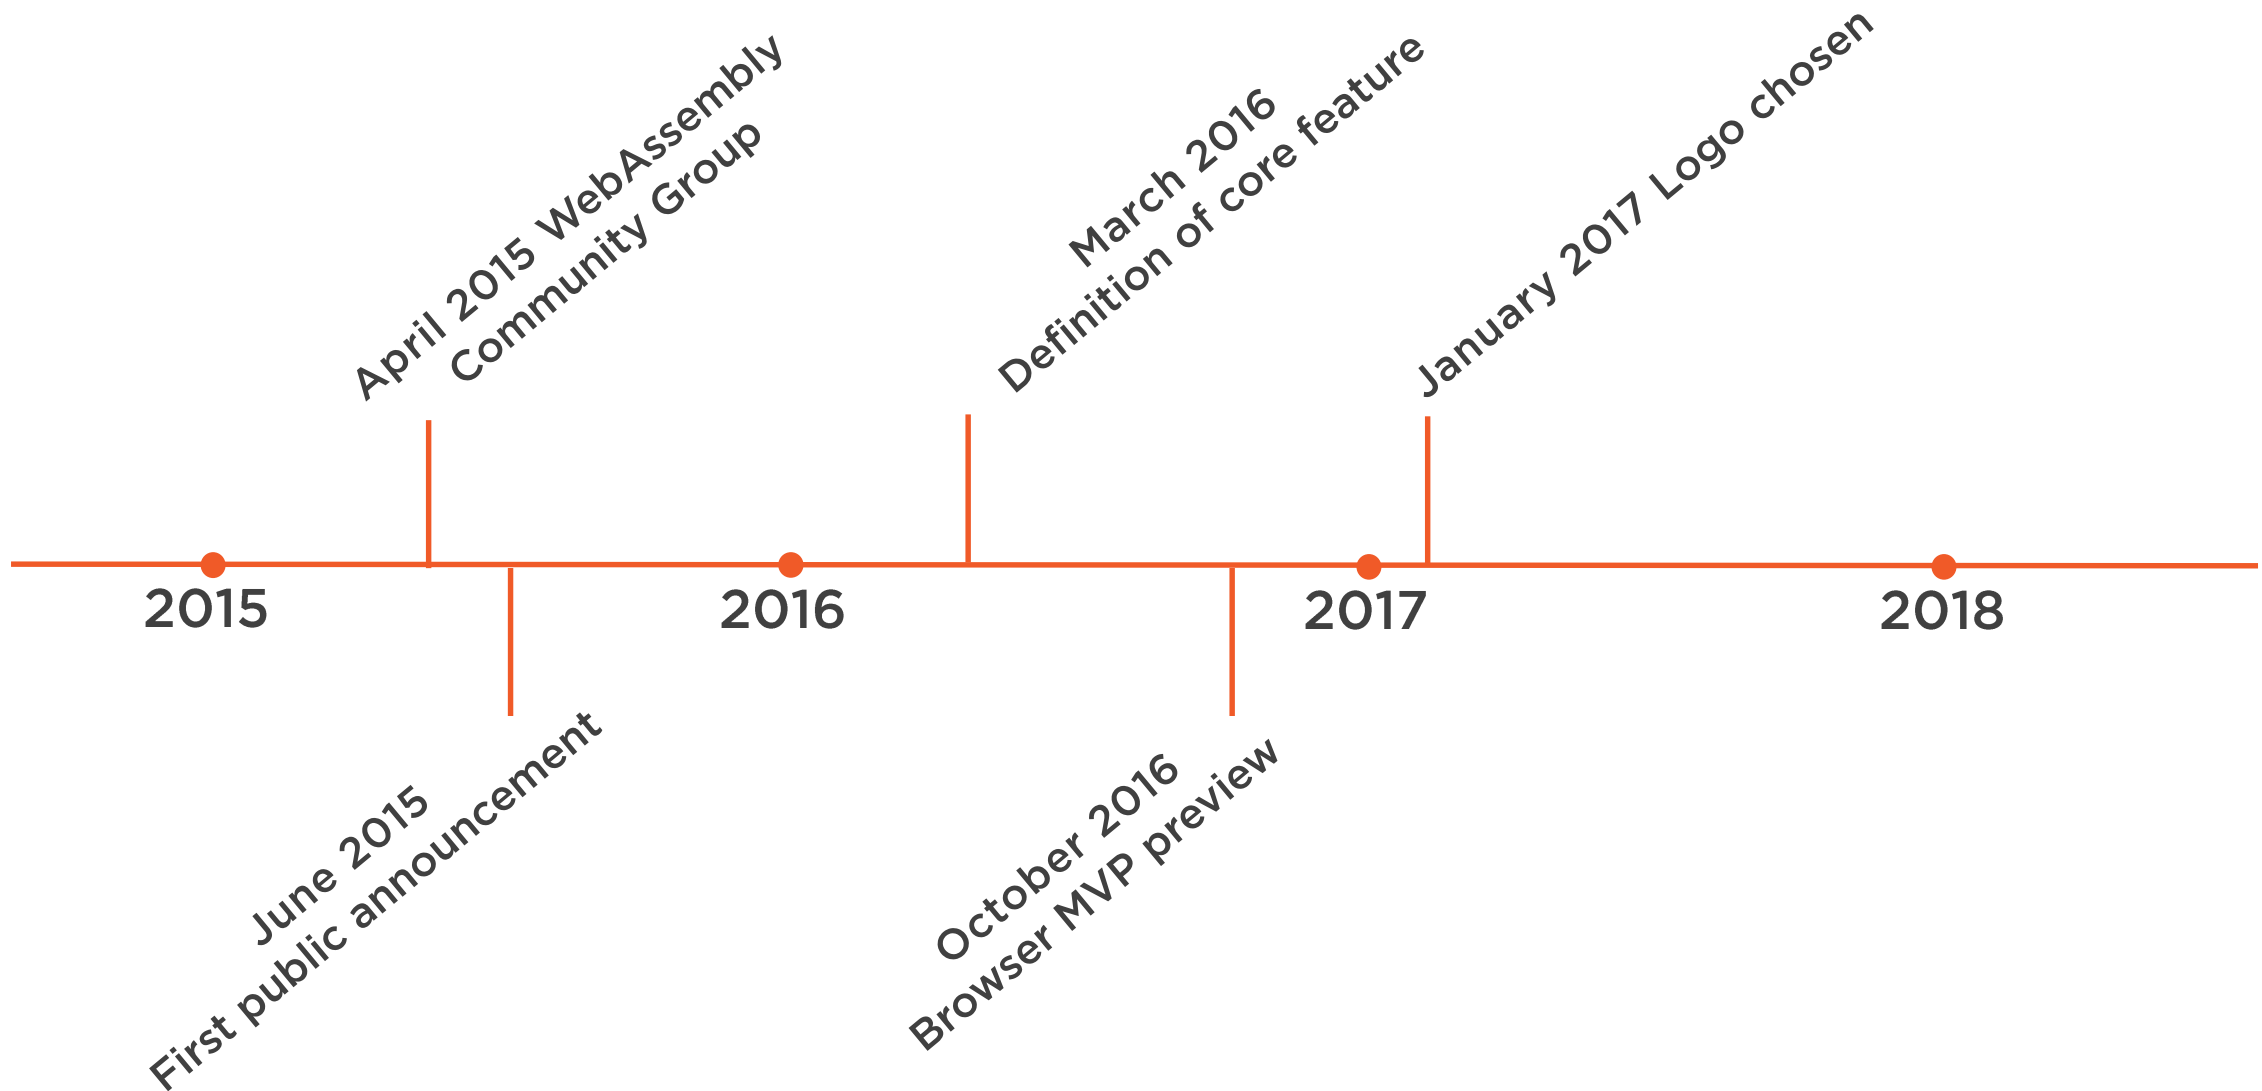 April 2015 WebAssembly
Community Group
March 2016
Definition of core feature
January 2017 Logo chosen
2015
2016
2017
2018
June 2015
First public announcement
October 2016
Browser MVP preview